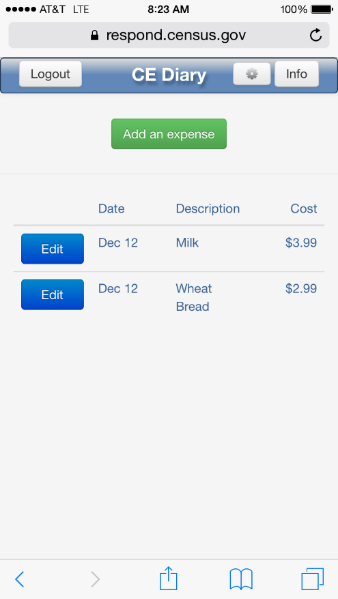 AT&T LTE 8:23 AM 100%
respond.census.gov
Logout CE Diary Info
Add an expense
Date Description Cost
Edit Dec 12 Milk $3.99
Edit Dec 12 Wheat $2.99
Bread